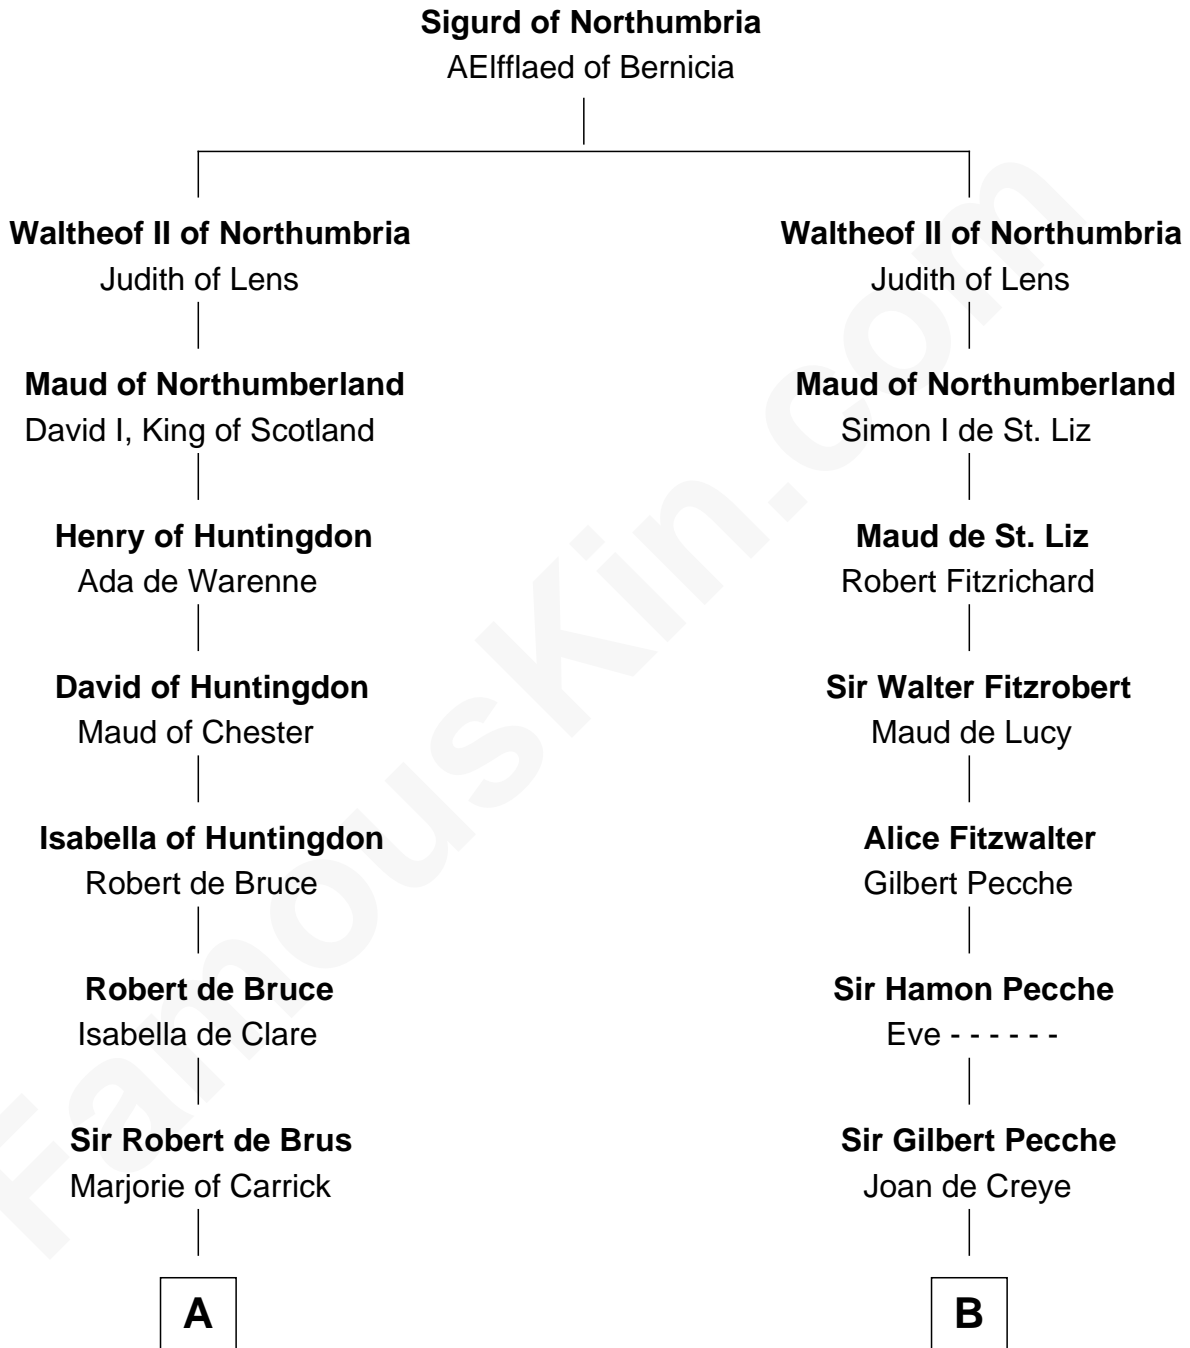 Sigurd of Northumbria
AElfflaed of Bernicia
Waltheof II of Northumbria
Judith of Lens
Maud of Northumberland
David I, King of Scotland
Henry of Huntingdon
Ada de Warenne
David of Huntingdon
Maud of Chester
Isabella of Huntingdon
Robert de Bruce
Robert de Bruce
Isabella de Clare
Sir Robert de Brus
Marjorie of Carrick
A
Waltheof II of Northumbria
Judith of Lens
Maud of Northumberland
Simon I de St. Liz
Maud de St. Liz
Robert Fitzrichard
Sir Walter Fitzrobert
Maud de Lucy
Alice Fitzwalter
Gilbert Pecche
Sir Hamon Pecche
Eve - - - - - -
Sir Gilbert Pecche
Joan de Creye
B
FamousKin.com